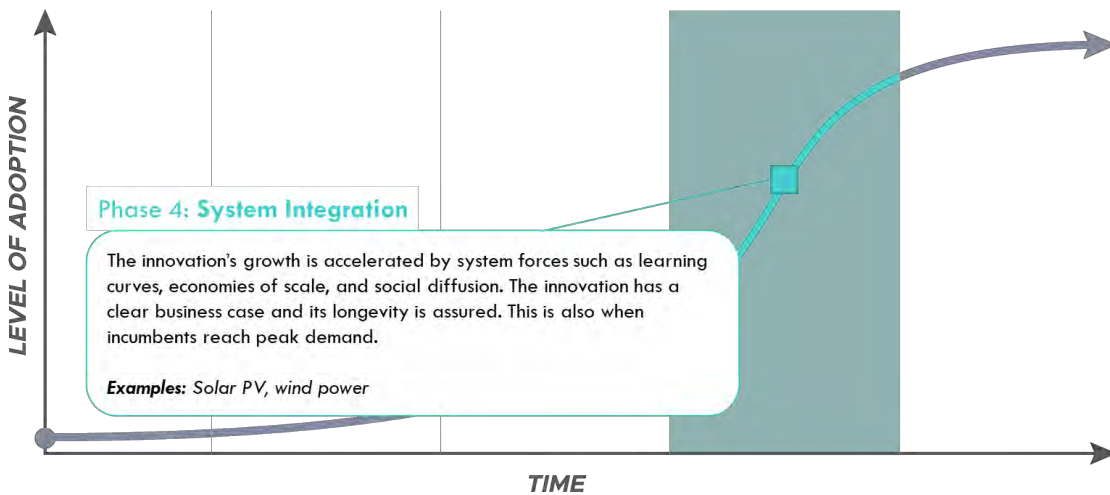 LEVEL OF ADOPTION
Phase 4: System Integration
The innovation’s growth is accelerated by system forces such as learning
curves, economies of scale, and social diffusion. The innovation has a
clear business case and its longevity is assured. This is also when
incumbents reach peak demand.
Examples: Solar PV, wind power
TIME